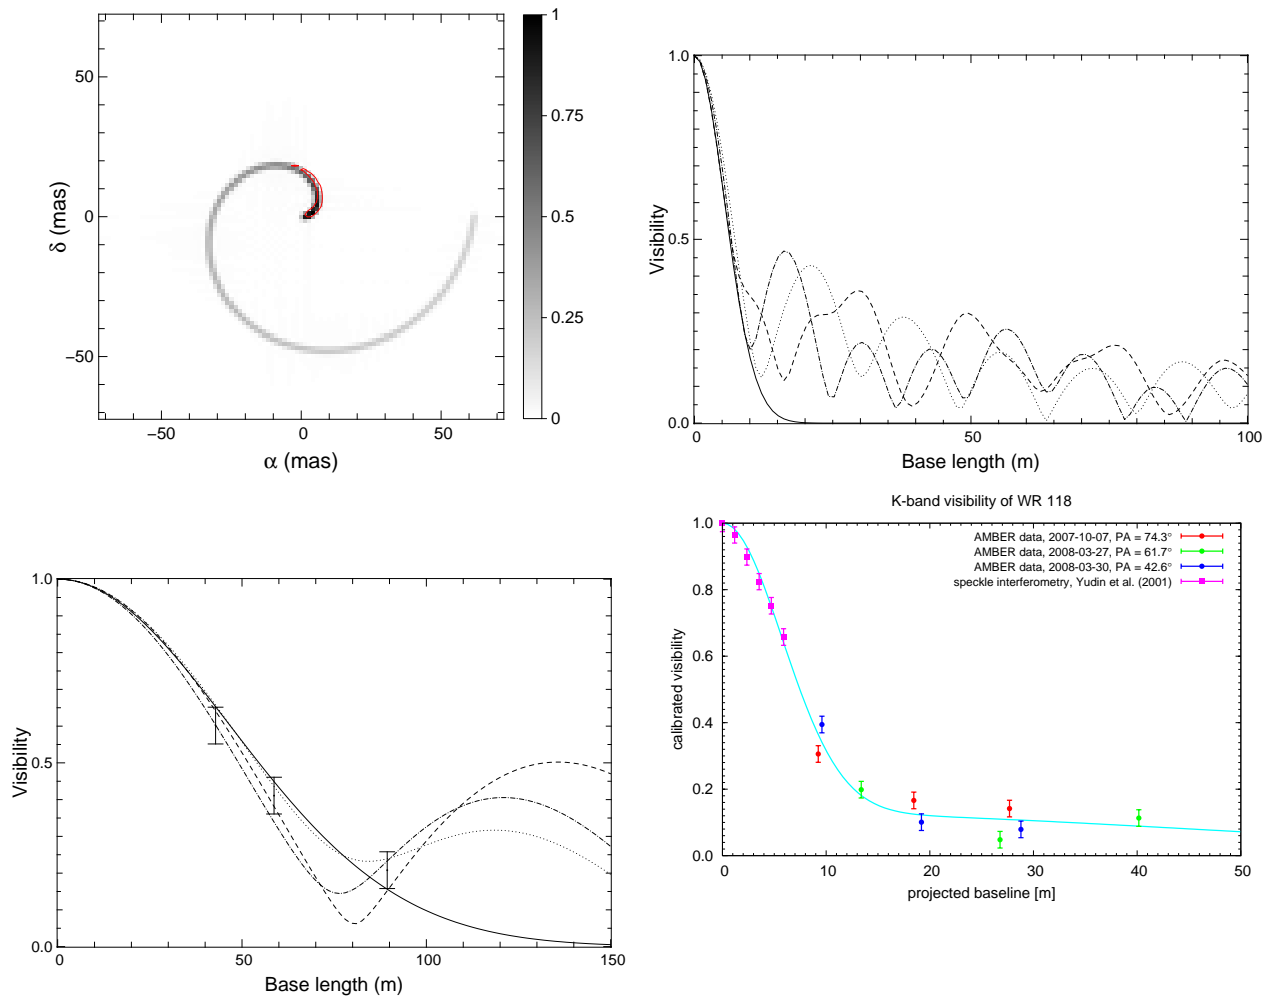 1
0.75
0.5
0.25
0
50
0
−50
δ (mas)
−50
0
50
α (mas)
1.0
0.5
0.0
Visibility
0
50
100
Base length (m)
1.0
0.5
0.0
Visibility
0
50
100
150
Base length (m)
K-band visibility of WR 118
AMBER data, 2007-10-07, PA = 74.3°
AMBER data, 2008-03-27, PA = 61.7°
AMBER data, 2008-03-30, PA = 42.6°
speckle interferometry, Yudin et al. (2001)
1.0
0.8
0.6
0.4
0.2
0.0
calibrated visibility
0
10
20
30
40
50
projected baseline [m]